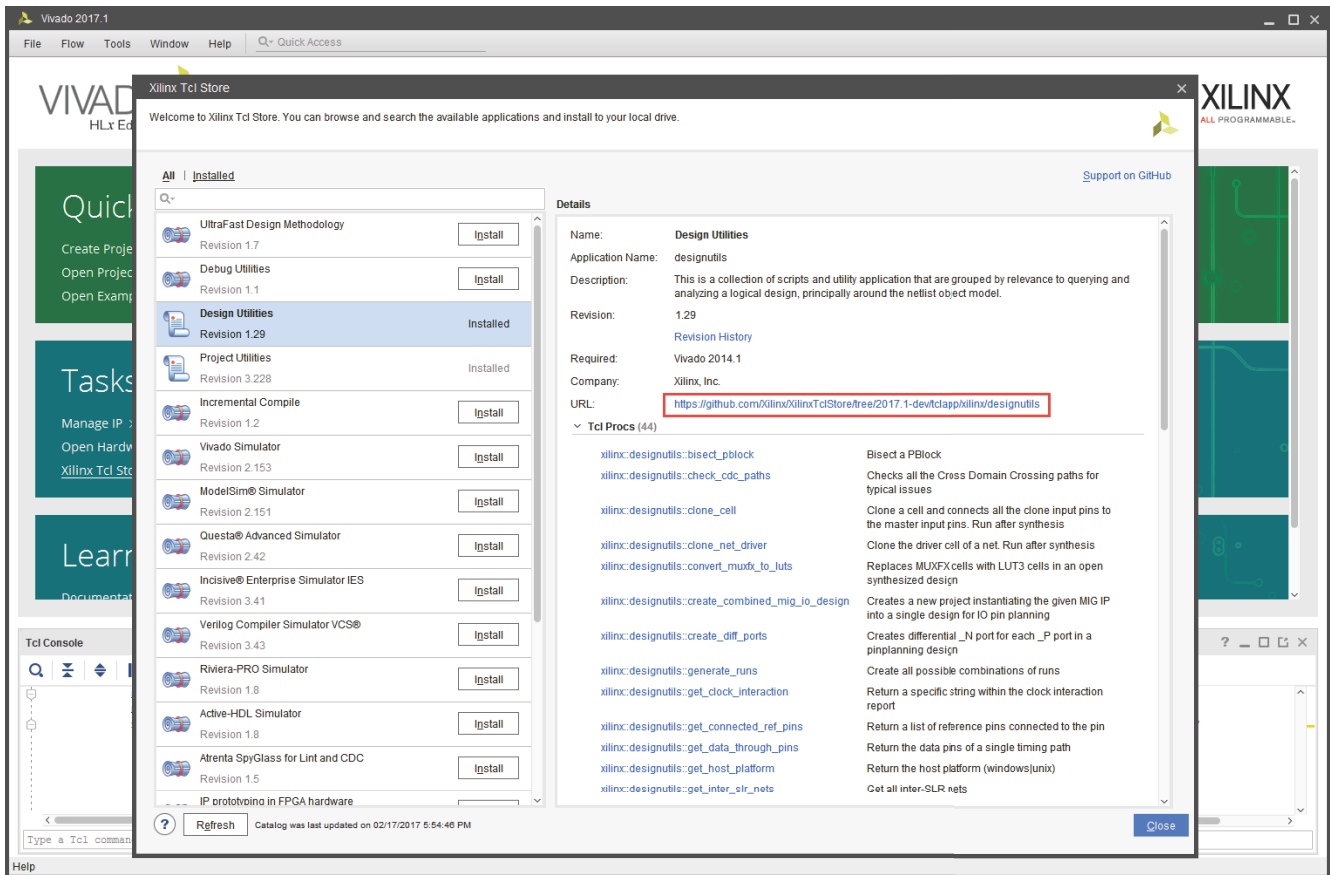 Vivado 2017.1
File Flow Tools Window Help Quick Access
VIVAD
HLx Ed
XILINX
ALL PROGRAMMABLE.
Xilinx Tcl Store
Welcome to Xilinx Tcl Store. You can browse and search the available applications and install to your local drive.
All | Installed
Support on GitHub
Quick
Create Proje
Open Projec
Open Examp
Tasks
Manage IP >
Open Hardw
Xilinx Tcl Sto
Learn
Documentat
UltraFast Design Methodology
Revision 1.7
Install
Debug Utilities
Revision 1.1
Install
Design Utilities
Revision 1.29
Installed
Project Utilities
Revision 3.228
Installed
Incremental Compile
Revision 1.2
Install
Vivado Simulator
Revision 2.153
Install
ModelSim® Simulator
Revision 2.151
Install
Questa® Advanced Simulator
Revision 2.42
Install
Incisive® Enterprise Simulator IES
Revision 3.41
Install
Verilog Compiler Simulator VCS®
Revision 3.43
Install
Riviera-PRO Simulator
Revision 1.8
Install
Active-HDL Simulator
Revision 1.8
Install
Atrenta SpyGlass for Lint and CDC
Revision 1.5
Install
IP prototyping in FPGA hardware
Details
Name: Design Utilities
Application Name: designutils
Description: This is a collection of scripts and utility application that are grouped by relevance to querying and
analyzing a logical design, principally around the netlist object model.
Revision: 1.29
Revision History
Required: Vivado 2014.1
Company: Xilinx, Inc.
URL: https://github.com/Xilinx/XilinxTclStore/tree/2017.1-dev/tclapp/xilinx/designutils
Tcl Procs (44)
xilinx::designutils::bisect_pblock Bisect a PBlock
xilinx::designutils::check_cdc_paths Checks all the Cross Domain Crossing paths for
typical issues
xilinx::designutils::clone_cell Clone a cell and connects all the clone input pins to
the master input pins. Run after synthesis
xilinx::designutils::clone_net_driver Clone the driver cell of a net. Run after synthesis
xilinx::designutils::convert_muxfx_to_luts Replaces MUXFX cells with LUT3 cells in an open
synthesized design
xilinx::designutils::create_combined_mig_io_design Creates a new project instantiating the given MIG IP
into a single design for IO pin planning
xilinx::designutils::create_diff_ports Creates differential _N port for each _P port in a
pinplanning design
xilinx::designutils::generate_runs Create all possible combinations of runs
xilinx::designutils::get_clock_interaction Return a specific string within the clock interaction
report
xilinx::designutils::get_connected_ref_pins Return a list of reference pins connected to the pin
xilinx::designutils::get_data_through_pins Return the data pins of a single timing path
xilinx::designutils::get_host_platform Return the host platform (windows|unix)
xilinx::designutils::get_inter_slr_nets Get all inter-SLR nets
? Refresh Catalog was last updated on 02/17/2017 5:54:46 PM
Close
Tcl Console
Type a Tcl comman
Help